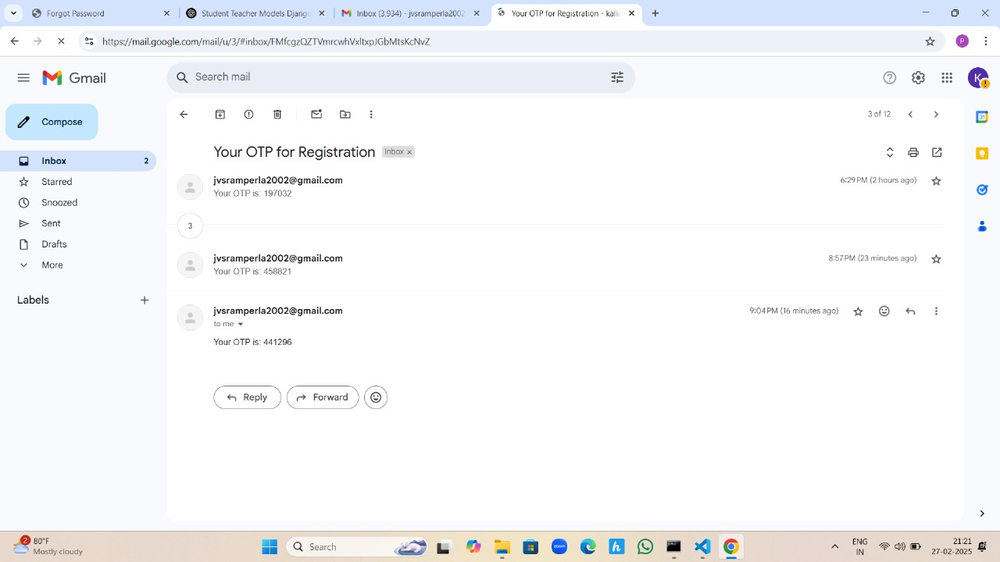 Forgot Password
Student Teacher Models Djang
Inbox (3,934) - jvsramperla2002
Your OTP for Registration - kalk
https://mail.google.com/mail/u/3/#inbox/FMfcgzQZTVmrcwhVxltxpJGbMtsKcNvZ
P
Gmail
Search mail
K
Compose
3 of 12
Inbox 2
Starred
Snoozed
Sent
Drafts
More
Labels
Your OTP for Registration Inbox x
jvsramperla2002@gmail.com 6:29 PM (2 hours ago)
Your OTP is: 197032
3
jvsramperla2002@gmail.com 8:57 PM (23 minutes ago)
Your OTP is: 458821
jvsramperla2002@gmail.com 9:04 PM (16 minutes ago)
to me
Your OTP is: 441296
Reply
Forward
31
2
80°F
Mostly cloudy
Search
zoom
h
ENG
IN
21:21
27-02-2025